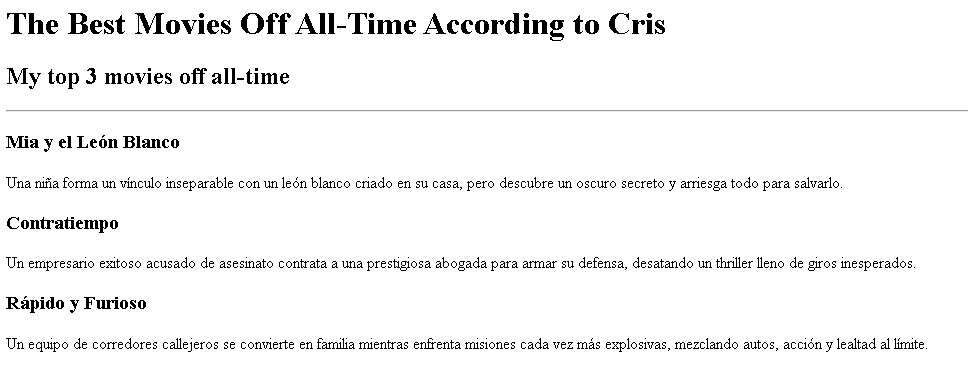 The Best Movies Off All-Time According to Cris
My top 3 movies off all-time
Mia y el León Blanco
Una niña forma un vínculo inseparable con un león blanco criado en su casa, pero descubre un oscuro secreto y arriesga todo para salvarlo.
Contratiempo
Un empresario exitoso acusado de asesinato contrata a una prestigiosa abogada para armar su defensa, desatando un thriller lleno de giros inesperados.
Rápido y Furioso
Un equipo de corredores callejeros se convierte en familia mientras enfrenta misiones cada vez más explosivas, mezclando autos, acción y lealtad al límite.